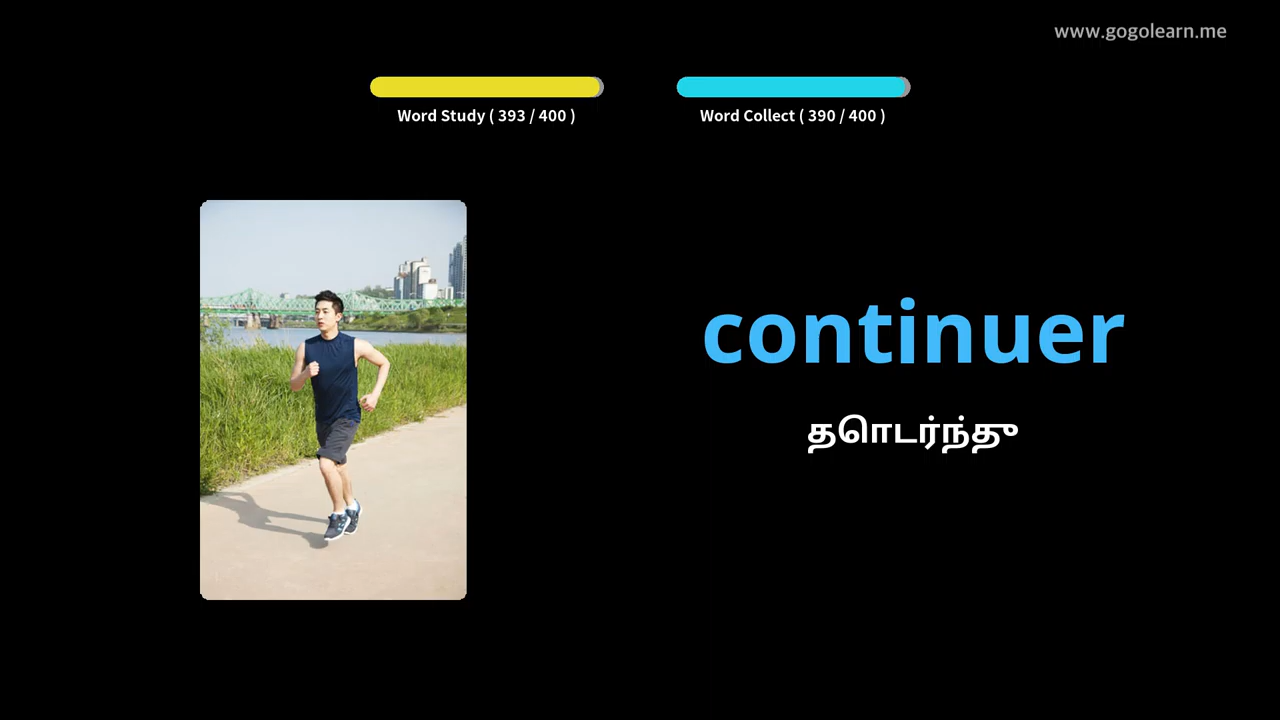 www.gogolearn.me
Word Study ( 393 / 400 )
Word Collect ( 390 / 400 )
continuer
தொடர்ந்து